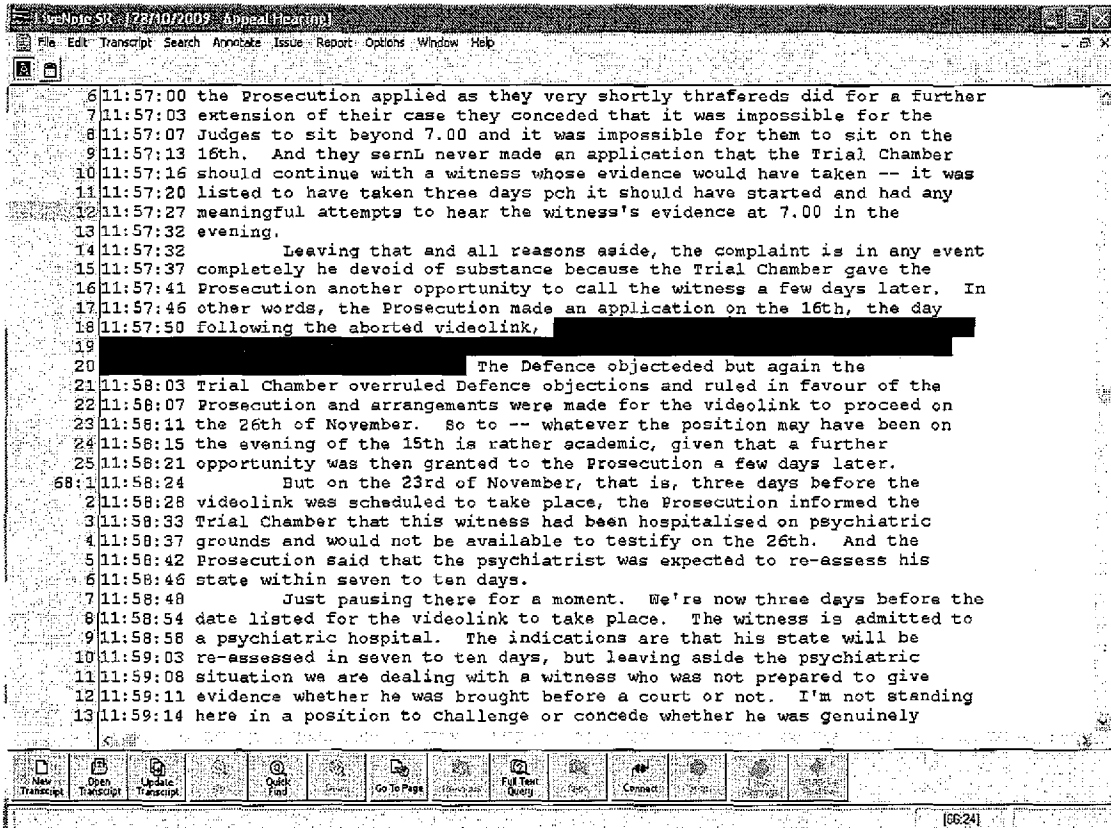 LiveNote SR - [28/10/2009 - Appeal Hearing]
File Edit Transcript Search Annotate Issue Report Options Window Help
6 11:57:00 the Prosecution applied as they very shortly thrafereds did for a further
7 11:57:03 extension of their case they conceded that it was impossible for the
8 11:57:07 Judges to sit beyond 7.00 and it was impossible for them to sit on the
9 11:57:13 16th. And they sernL never made an application that the Trial Chamber
10 11:57:16 should continue with a witness whose evidence would have taken -- it was
11 11:57:20 listed to have taken three days pch it should have started and had any
12 11:57:27 meaningful attempts to hear the witness's evidence at 7.00 in the
13 11:57:32 evening.
14 11:57:32 Leaving that and all reasons aside, the complaint is in any event
15 11:57:37 completely he devoid of substance because the Trial Chamber gave the
16 11:57:41 Prosecution another opportunity to call the witness a few days later. In
17 11:57:46 other words, the Prosecution made an application on the 16th, the day
18 11:57:50 following the aborted videolink,
19
20 The Defence objecteded but again the
21 11:58:03 Trial Chamber overruled Defence objections and ruled in favour of the
22 11:58:07 Prosecution and arrangements were made for the videolink to proceed on
23 11:58:11 the 26th of November. So to -- whatever the position may have been on
24 11:58:15 the evening of the 15th is rather academic, given that a further
25 11:58:21 opportunity was then granted to the Prosecution a few days later.
68:1 11:58:24 But on the 23rd of November, that is, three days before the
2 11:58:28 videolink was scheduled to take place, the Prosecution informed the
3 11:58:33 Trial Chamber that this witness had been hospitalised on psychiatric
4 11:58:37 grounds and would not be available to testify on the 26th. And the
5 11:58:42 Prosecution said that the psychiatrist was expected to re-assess his
6 11:58:46 state within seven to ten days.
7 11:58:48 Just pausing there for a moment. We're now three days before the
8 11:58:54 date listed for the videolink to take place. The witness is admitted to
9 11:58:58 a psychiatric hospital. The indications are that his state will be
10 11:59:03 re-assessed in seven to ten days, but leaving aside the psychiatric
11 11:59:08 situation we are dealing with a witness who was not prepared to give
12 11:59:11 evidence whether he was brought before a court or not. I'm not standing
13 11:59:14 here in a position to challenge or concede whether he was genuinely
New Transcript Open Transcript Update Transcript Quick Find Go To Page Full Text Query Connect
[66:24]